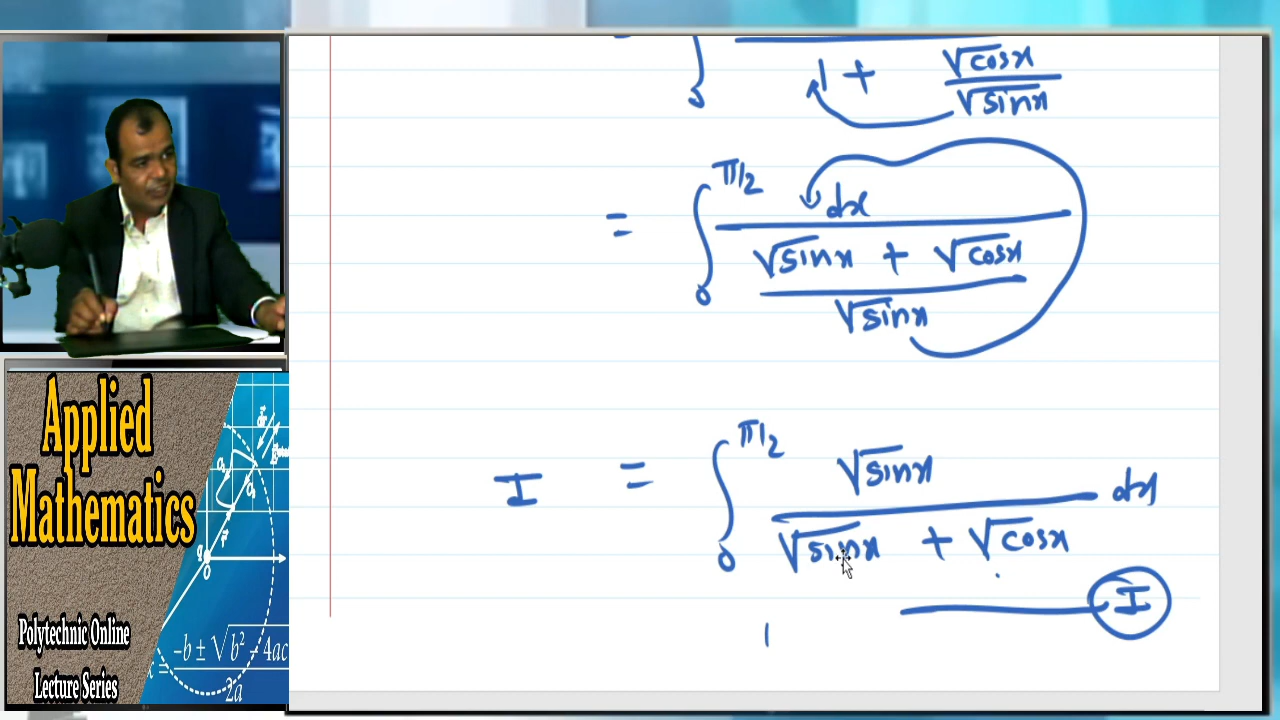 = ∫₀ 1 + √cosx / √sinx
= ∫₀^π/2 dx / ((√sinx + √cosx) / √sinx)
I = ∫₀^π/2 √sinx / (√sinx + √cosx) dx
I
Applied
Mathematics
Polytechnic Online
Lecture Series
-b ± √b² - 4ac
2a